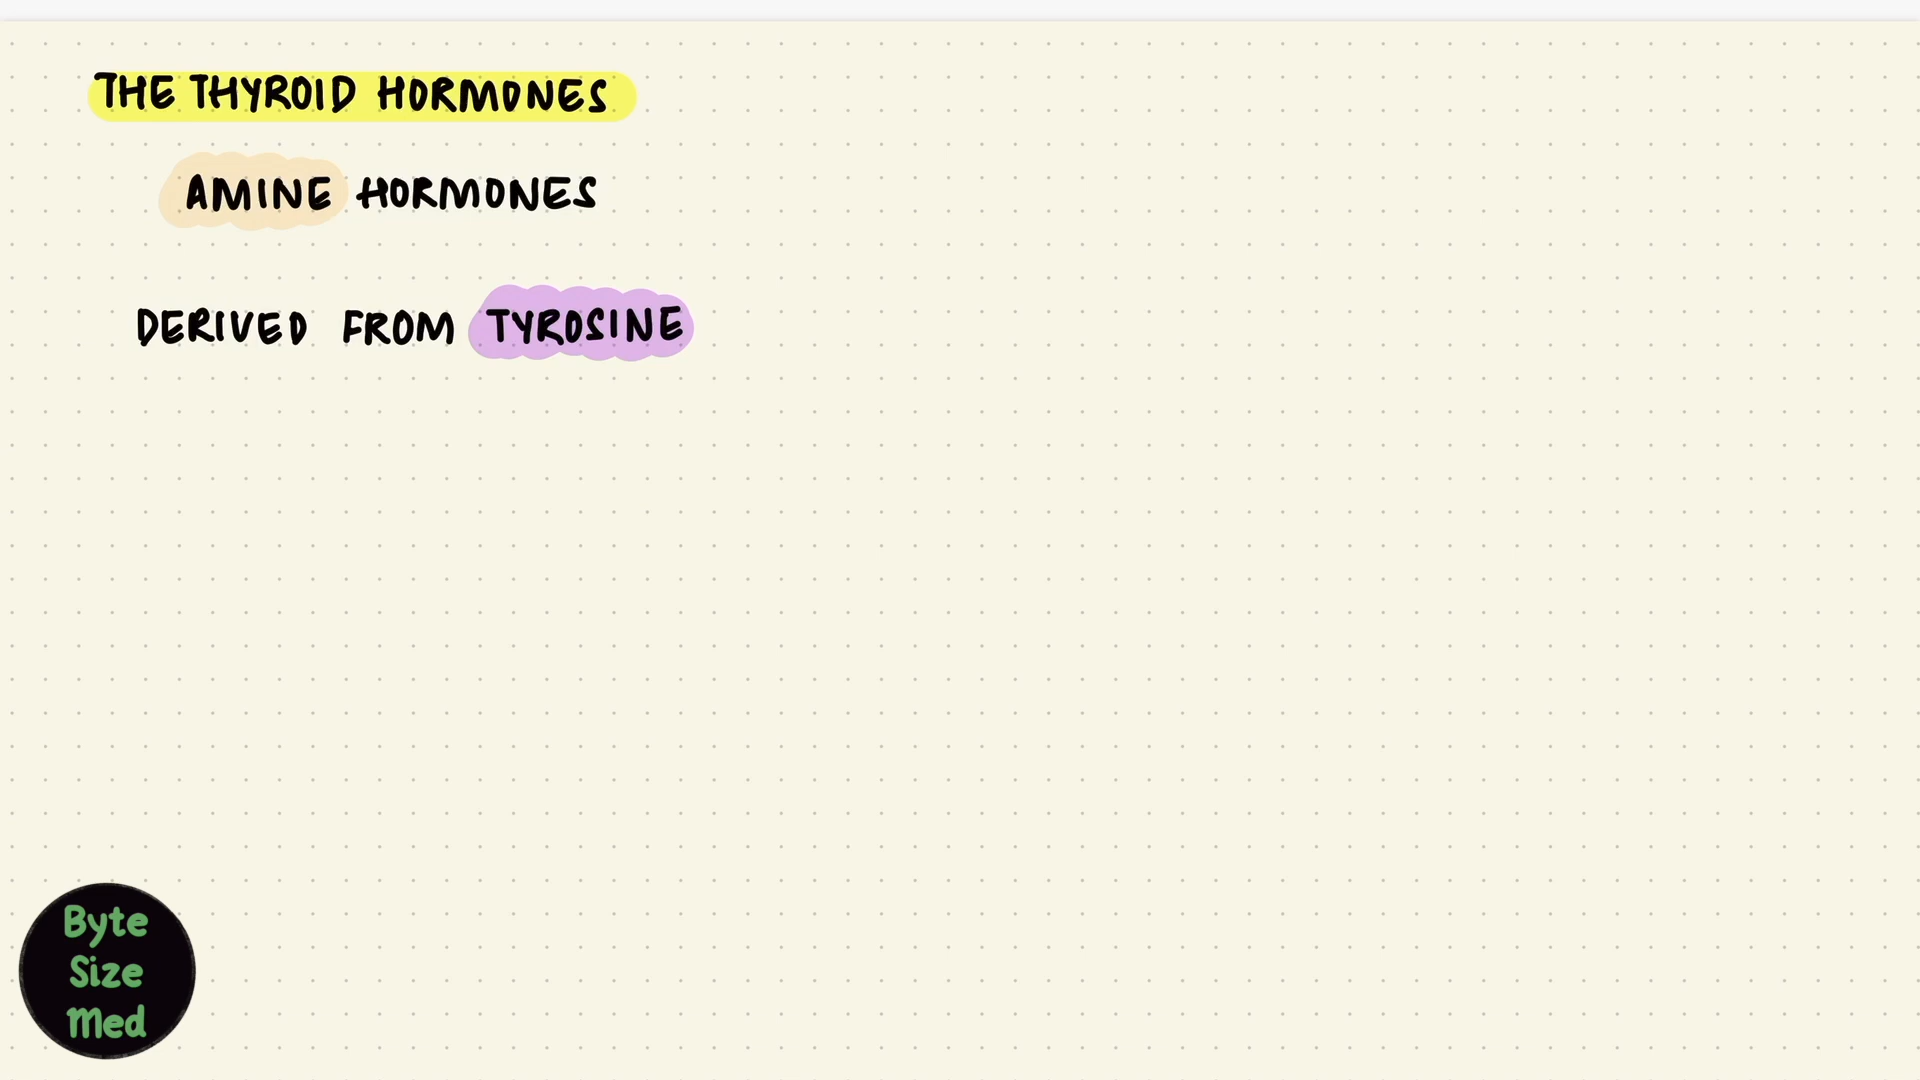 THE THYROID HORMONES
AMINE HORMONES
DERIVED FROM TYROSINE
Byte
Size
Med